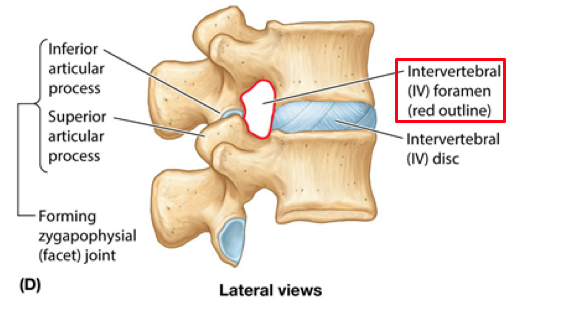 Inferior
articular
process
Superior
articular
process
Forming
zygapophysial
(facet) joint
Intervertebral
(IV) foramen
(red outline)
Intervertebral
(IV) disc
(D)
Lateral views